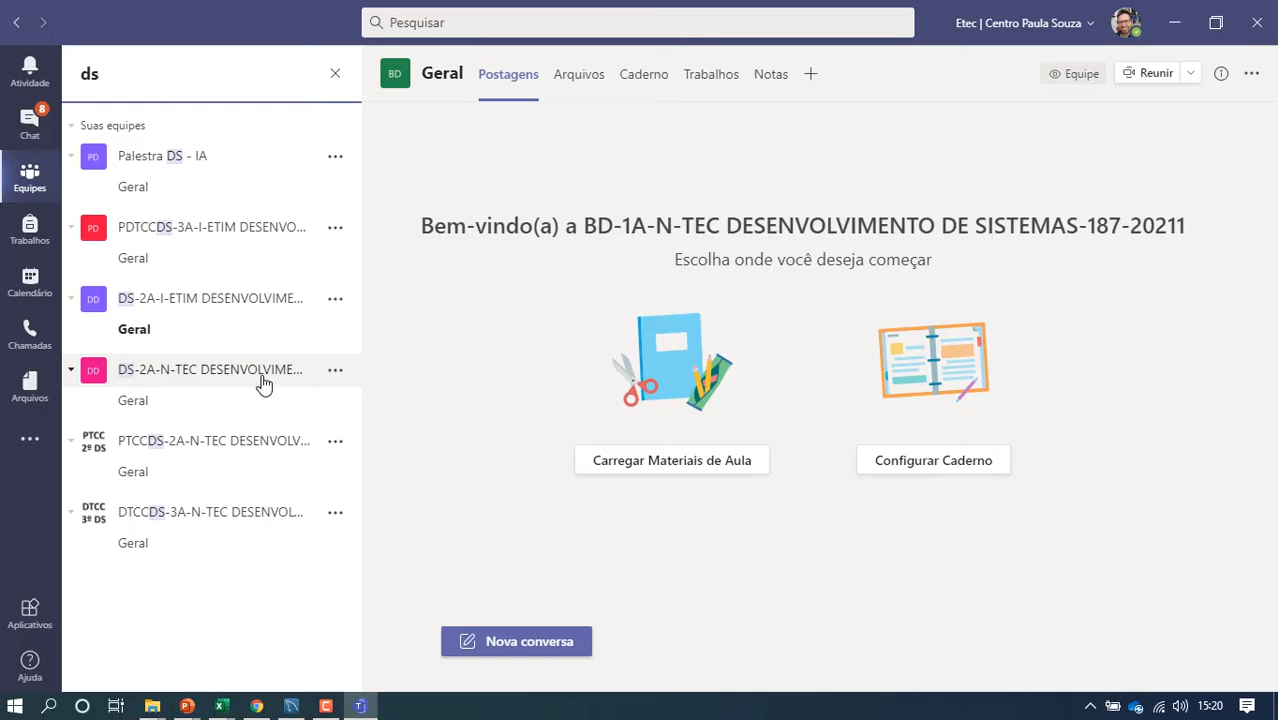 Pesquisar
Etec | Centro Paula Souza
Atividade
8
Chat
Equipes
Trabalhos
Calendário
Chamadas
Arquivos
Aplicativos
Ajuda
ds
Suas equipes
PD
Palestra DS - IA
Geral
PD
PDTCCDS-3A-I-ETIM DESENVO...
Geral
DD
DS-2A-I-ETIM DESENVOLVIME...
Geral
DD
DS-2A-N-TEC DESENVOLVIME...
Geral
PTCC
2º DS
PTCCDS-2A-N-TEC DESENVOLV...
Geral
DTCC
3º DS
DTCCDS-3A-N-TEC DESENVOL...
Geral
BD
Geral
Postagens
Arquivos
Caderno
Trabalhos
Notas
Equipe
Reunir
Bem-vindo(a) a BD-1A-N-TEC DESENVOLVIMENTO DE SISTEMAS-187-20211
Escolha onde você deseja começar
Carregar Materiais de Aula
Configurar Caderno
Nova conversa
15:20